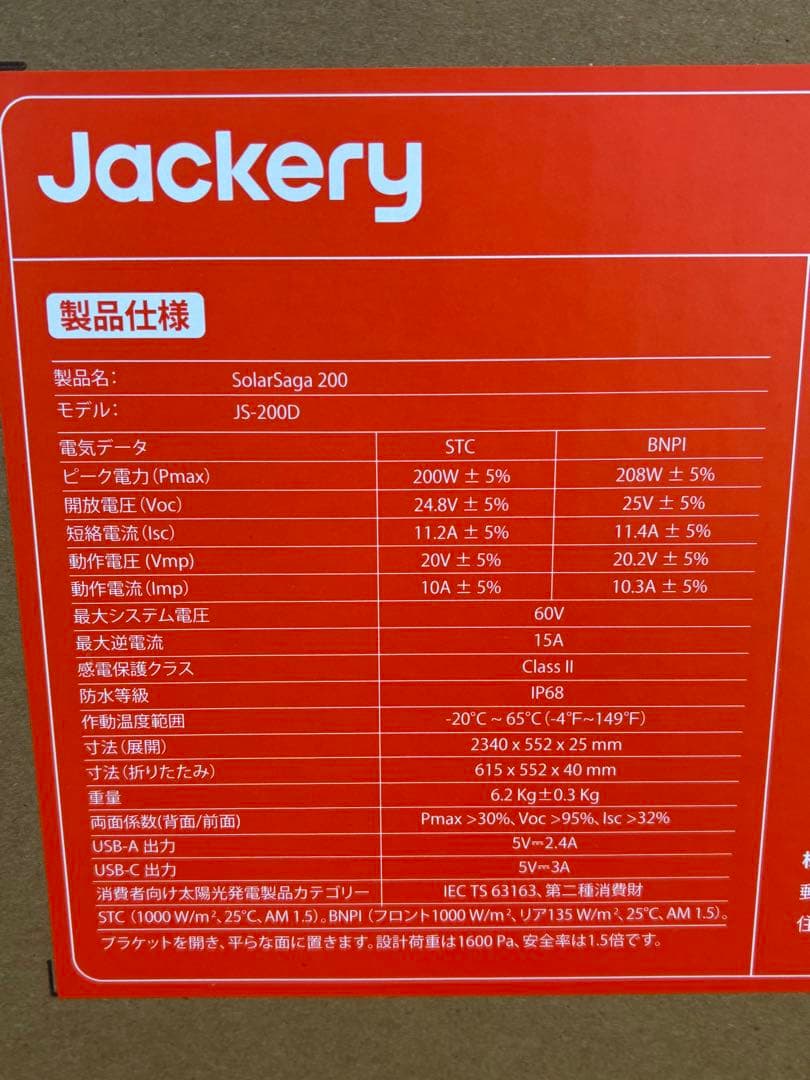 Jackery
製品仕様
製品名: SolarSaga 200
モデル: JS-200D
電気データ STC BNPI
ピーク電力(Pmax) 200W ± 5% 208W ± 5%
開放電圧(Voc) 24.8V ± 5% 25V ± 5%
短絡電流(Isc) 11.2A ± 5% 11.4A ± 5%
動作電圧 (Vmp) 20V ± 5% 20.2V ± 5%
動作電流(Imp) 10A ± 5% 10.3A ± 5%
最大システム電圧 60V
最大逆電流 15A
感電保護クラス Class II
防水等級 IP68
作動温度範囲 -20°C ~ 65°C (-4°F~149°F)
寸法(展開) 2340 x 552 x 25 mm
寸法(折りたたみ) 615 x 552 x 40 mm
重量 6.2 Kg±0.3 Kg
両面係数(背面/前面) Pmax >30%、Voc >95%、Isc >32%
USB-A 出力 5V⎓2.4A
USB-C 出力 5V⎓3A
消費者向け太陽光発電製品カテゴリー IEC TS 63163、第二種消費財
STC (1000 W/m²、25°C、AM 1.5)。BNPI (フロント1000 W/m²、リア135 W/m²、25°C、AM 1.5)。
ブラケットを開き、平らな面に置きます。設計荷重は1600 Pa、安全率は1.5倍です。